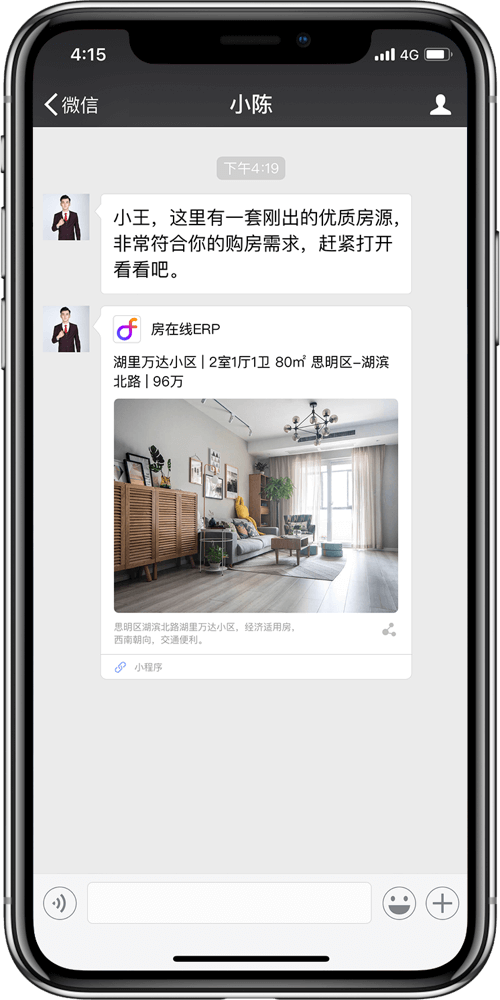 4:15
4G
微信
小陈
下午4:19
小王，这里有一套刚出的优质房源，
非常符合你的购房需求，赶紧打开
看看吧。
房在线ERP
湖里万达小区 | 2室1厅1卫 80㎡ 思明区-湖滨
北路 | 96万
思明区湖滨北路湖里万达小区，经济适用房，
西南朝向，交通便利。
小程序